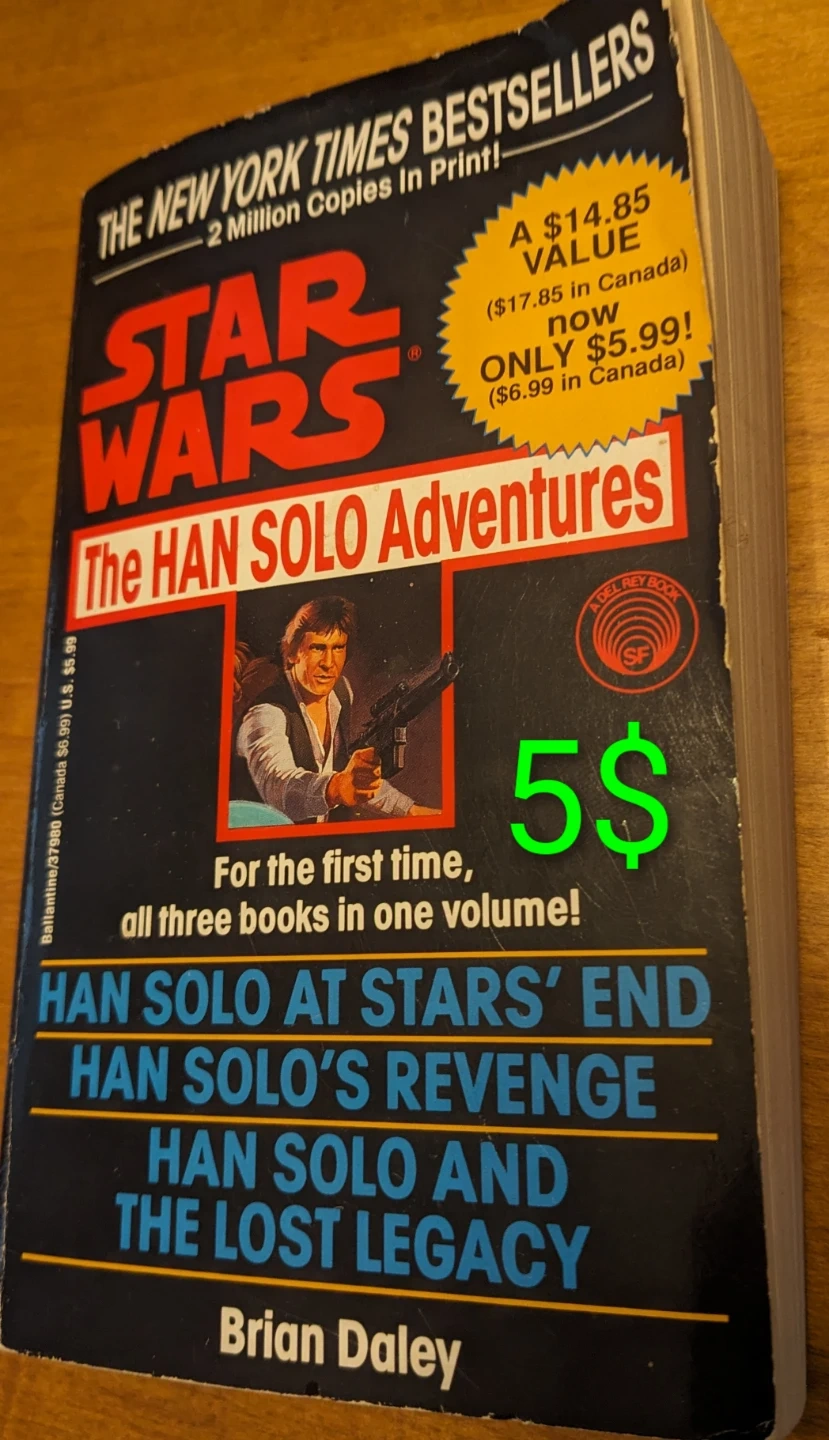 THE NEW YORK TIMES BESTSELLERS
2 Million Copies In Print!
A $14.85
VALUE
($17.85 in Canada)
now
ONLY $5.99!
($6.99 in Canada)
STAR
WARS®
The HAN SOLO Adventures
A DEL REY BOOK
SF
Ballantine/37980 (Canada $6.99) U.S. $5.99
5$
For the first time,
all three books in one volume!
HAN SOLO AT STARS' END
HAN SOLO'S REVENGE
HAN SOLO AND
THE LOST LEGACY
Brian Daley